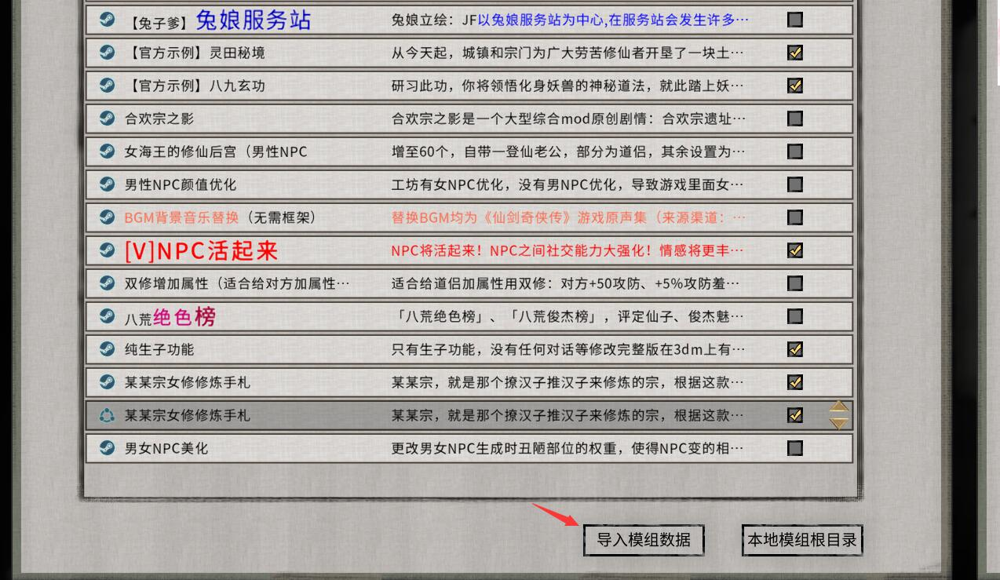 【兔子爹】兔娘服务站 兔娘立绘：JF以兔娘服务站为中心,在服务站会发生许多…
【官方示例】灵田秘境 从今天起，城镇和宗门为广大劳苦修仙者开垦了一块土…
【官方示例】八九玄功 研习此功，你将领悟化身妖兽的神秘道法，就此踏上妖…
合欢宗之影 合欢宗之影是一个大型综合mod原创剧情：合欢宗遗址…
女海王的修仙后宫（男性NPC 增至60个，自带一登仙老公，部分为道侣，其余设置为…
男性NPC颜值优化 工坊有女NPC优化，没有男NPC优化，导致游戏里面女…
BGM背景音乐替换（无需框架） 替换BGM均为《仙剑奇侠传》游戏原声集（来源渠道：…
[V]NPC活起来 NPC将活起来！NPC之间社交能力大强化！情感将更丰…
双修增加属性（适合给对方加属性… 适合给道侣加属性用双修：对方+50攻防、+5%攻防羞…
八荒绝色榜 「八荒绝色榜」、「八荒俊杰榜」，评定仙子、俊杰魅…
纯生子功能 只有生子功能，没有任何对话等修改完整版在3dm上有…
某某宗女修修炼手札 某某宗，就是那个撩汉子推汉子来修炼的宗，根据这款…
某某宗女修修炼手札 某某宗，就是那个撩汉子推汉子来修炼的宗，根据这款…
男女NPC美化 更改男女NPC生成时丑陋部位的权重，使得NPC变的相…
导入模组数据 本地模组根目录